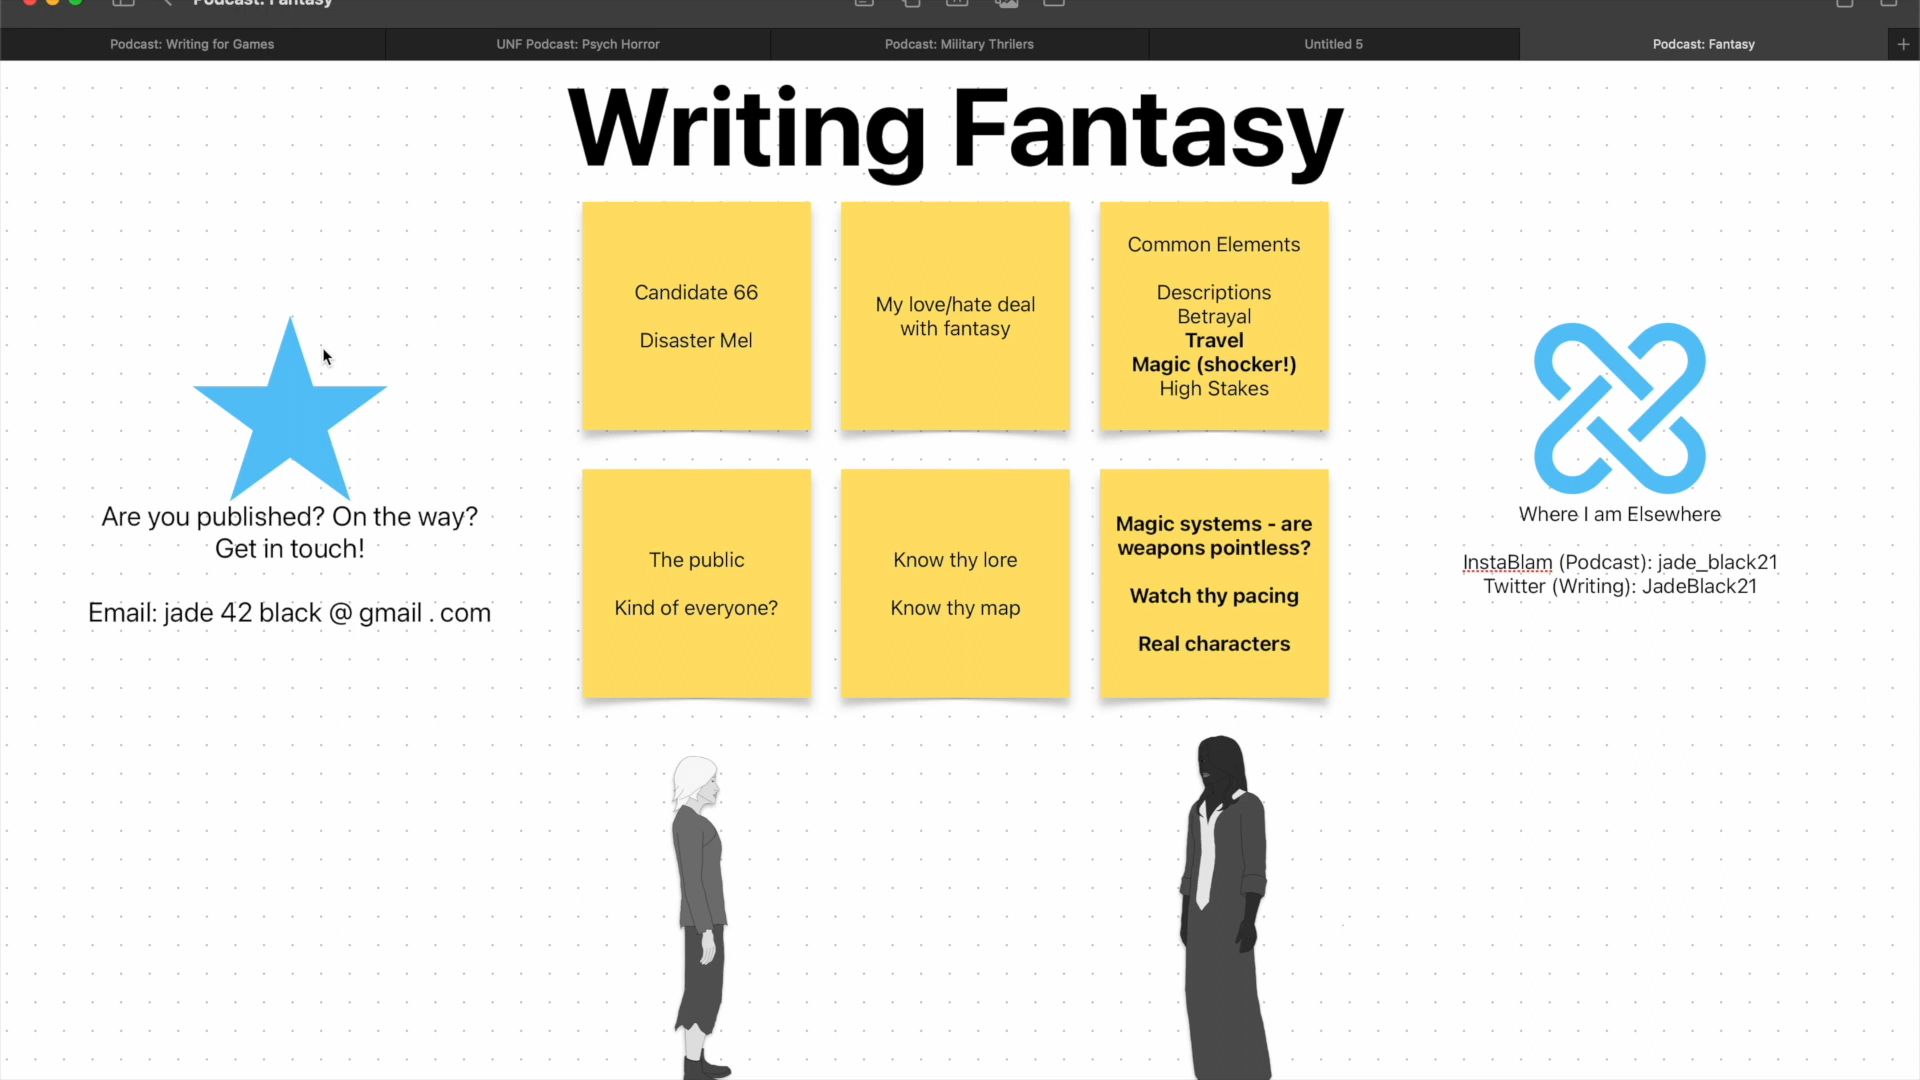 Podcast: Fantasy
Podcast: Writing for Games
UNF Podcast: Psych Horror
Podcast: Military Thrilers
Untitled 5
Podcast: Fantasy
Writing Fantasy
Candidate 66
Disaster Mel
My love/hate deal
with fantasy
Common Elements
Descriptions
Betrayal
Travel
Magic (shocker!)
High Stakes
Are you published? On the way?
Get in touch!
Email: jade 42 black @ gmail . com
The public
Kind of everyone?
Know thy lore
Know thy map
Magic systems - are
weapons pointless?
Watch thy pacing
Real characters
Where I am Elsewhere
InstaBlam (Podcast): jade_black21
Twitter (Writing): JadeBlack21